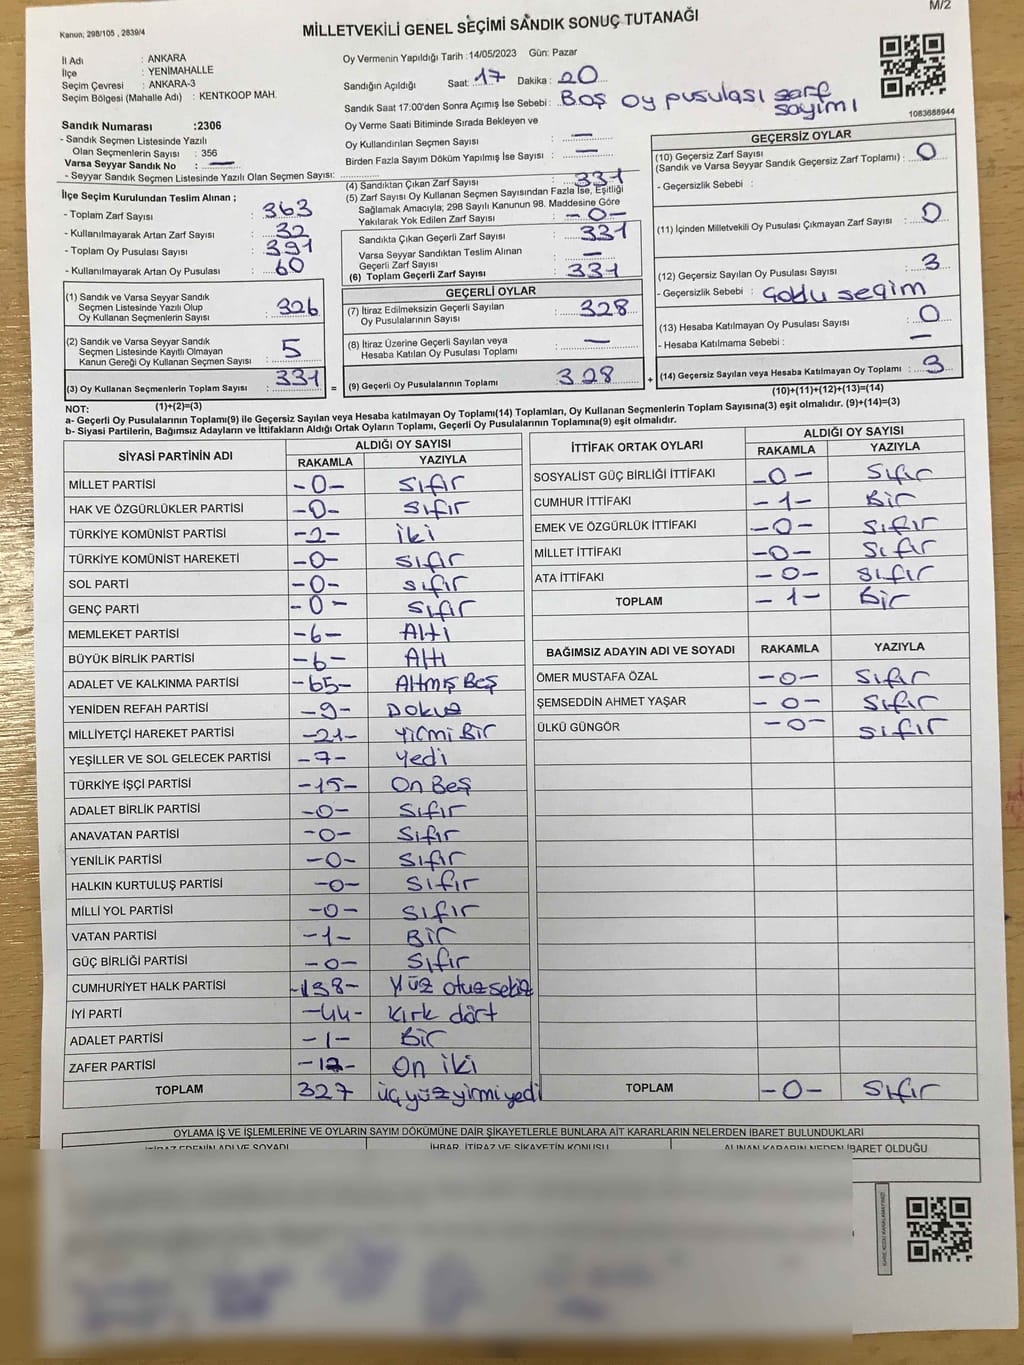 M/2
Kanun; 298/105 , 2839/4
MİLLETVEKİLİ GENEL SEÇİMİ SANDIK SONUÇ TUTANAĞI
İl Adı : ANKARA
İlçe : YENİMAHALLE
Seçim Çevresi : ANKARA-3
Seçim Bölgesi (Mahalle Adı) : KENTKOOP MAH.
Oy Vermenin Yapıldığı Tarih :14/05/2023 Gün: Pazar
Sandığın Açıldığı Saat: 17 Dakika : 20
Sandık Saat 17:00'den Sonra Açımış İse Sebebi : Boş oy pusulası zarf sayımı
1083688944
Sandık Numarası :2306
- Sandık Seçmen Listesinde Yazılı
Olan Seçmenlerin Sayısı : 356
Varsa Seyyar Sandık No : —
- Seyyar Sandık Seçmen Listesinde Yazılı Olan Seçmen Sayısı:
Oy Verme Saati Bitiminde Sırada Bekleyen ve
Oy Kullandırılan Seçmen Sayısı : —
Birden Fazla Sayım Döküm Yapılmış İse Sayısı : —
İlçe Seçim Kurulundan Teslim Alınan ;
- Toplam Zarf Sayısı : 363
- Kullanılmayarak Artan Zarf Sayısı : 32
- Toplam Oy Pusulası Sayısı : 391
- Kullanılmayarak Artan Oy Pusulası : 60
(4) Sandıktan Çıkan Zarf Sayısı : 331
(5) Zarf Sayısı Oy Kullanan Seçmen Sayısından Fazla İse, Eşitliği
Sağlamak Amacıyla; 298 Sayılı Kanunun 98. Maddesine Göre
Yakılarak Yok Edilen Zarf Sayısı : -0-
Sandıkta Çıkan Geçerli Zarf Sayısı : 331
Varsa Seyyar Sandıktan Teslim Alınan
Geçerli Zarf Sayısı : —
(6) Toplam Geçerli Zarf Sayısı : 331
GEÇERSİZ OYLAR
(10) Geçersiz Zarf Sayısı
(Sandık ve Varsa Seyyar Sandık Geçersiz Zarf Toplamı) : 0
- Geçersizlik Sebebi :
(11) İçinden Milletvekili Oy Pusulası Çıkmayan Zarf Sayısı : 0
(12) Geçersiz Sayılan Oy Pusulası Sayısı : 3
- Geçersizlik Sebebi : Çoklu seçim
(13) Hesaba Katılmayan Oy Pusulası Sayısı : 0
- Hesaba Katılmama Sebebi : —
(14) Geçersiz Sayılan veya Hesaba Katılmayan Oy Toplamı : 3
(10)+(11)+(12)+(13)=(14)
(1) Sandık ve Varsa Seyyar Sandık
Seçmen Listesinde Yazılı Olup
Oy Kullanan Seçmenlerin Sayısı : 326
(2) Sandık ve Varsa Seyyar Sandık
Seçmen Listesinde Kayıtlı Olmayan
Kanun Gereği Oy Kullanan Seçmen Sayısı : 5
(3) Oy Kullanan Seçmenlerin Toplam Sayısı : 331
(1)+(2)=(3)
GEÇERLİ OYLAR
(7) İtiraz Edilmeksizin Geçerli Sayılan
Oy Pusulalarının Sayısı : 328
(8) İtiraz Üzerine Geçerli Sayılan veya
Hesaba Katılan Oy Pusulası Toplamı : —
(9) Geçerli Oy Pusulalarının Toplamı : 328
NOT:
a- Geçerli Oy Pusulalarının Toplamı(9) ile Geçersiz Sayılan veya Hesaba katılmayan Oy Toplamı(14) Toplamları, Oy Kullanan Seçmenlerin Toplam Sayısına(3) eşit olmalıdır. (9)+(14)=(3)
b- Siyasi Partilerin, Bağımsız Adayların ve İttifakların Aldığı Ortak Oyların Toplamı, Geçerli Oy Pusulalarının Toplamına(9) eşit olmalıdır.
SİYASİ PARTİNİN ADI ALDIĞI OY SAYISI
RAKAMLA YAZIYLA
MİLLET PARTİSİ -0- Sıfır
HAK VE ÖZGÜRLÜKLER PARTİSİ -0- Sıfır
TÜRKİYE KOMÜNİST PARTİSİ -2- iki
TÜRKİYE KOMÜNİST HAREKETİ -0- sıfır
SOL PARTİ -0- sıfır
GENÇ PARTİ -0- Sıfır
MEMLEKET PARTİSİ -6- Altı
BÜYÜK BİRLİK PARTİSİ -6- Altı
ADALET VE KALKINMA PARTİSİ -65- Altmış Beş
YENİDEN REFAH PARTİSİ -9- Dokuz
MİLLİYETÇİ HAREKET PARTİSİ -21- Yirmi Bir
YEŞİLLER VE SOL GELECEK PARTİSİ -7- Yedi
TÜRKİYE İŞÇİ PARTİSİ -15- On Beş
ADALET BİRLİK PARTİSİ -0- Sıfır
ANAVATAN PARTİSİ -0- Sıfır
YENİLİK PARTİSİ -0- Sıfır
HALKIN KURTULUŞ PARTİSİ -0- Sıfır
MİLLİ YOL PARTİSİ -0- Sıfır
VATAN PARTİSİ -1- Bir
GÜÇ BİRLİĞİ PARTİSİ -0- Sıfır
CUMHURİYET HALK PARTİSİ -138- Yüz otuz sekiz
İYİ PARTİ -44- kırk dört
ADALET PARTİSİ -1- Bir
ZAFER PARTİSİ -12- On iki
TOPLAM 327 üç yüz yirmi yedi
İTTİFAK ORTAK OYLARI ALDIĞI OY SAYISI
RAKAMLA YAZIYLA
SOSYALİST GÜÇ BİRLİĞİ İTTİFAKI -0- Sıfır
CUMHUR İTTİFAKI -1- Bir
EMEK VE ÖZGÜRLÜK İTTİFAKI -0- Sıfır
MİLLET İTTİFAKI -0- Sıfır
ATA İTTİFAKI -0- Sıfır
TOPLAM -1- Bir
BAĞIMSIZ ADAYIN ADI VE SOYADI RAKAMLA YAZIYLA
ÖMER MUSTAFA ÖZAL -0- Sıfır
ŞEMSEDDİN AHMET YAŞAR -0- Sıfır
ÜLKÜ GÜNGÖR -0- sıfır
TOPLAM -0- Sıfır
OYLAMA İŞ VE İŞLEMLERİNE VE OYLARIN SAYIM DÖKÜMÜNE DAİR ŞİKAYETLERLE BUNLARA AİT KARARLARIN NELERDEN İBARET BULUNDUKLARI
İTİRAZ EDENİN ADI VE SOYADI İHBAR, İTİRAZ VE ŞİKAYETİN KONUSU ALINAN KARARIN NEDEN İBARET OLDUĞU